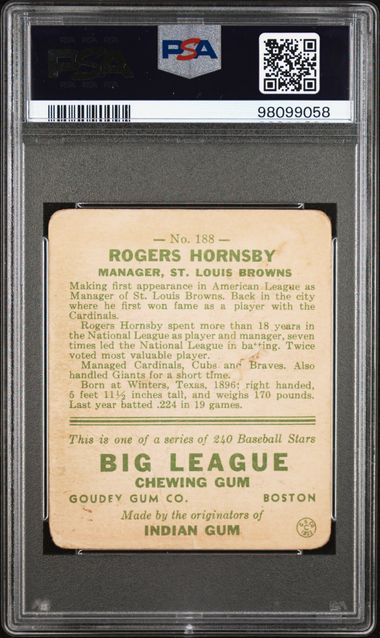 PSA
PSA
98099058
— No. 188 —
ROGERS HORNSBY
MANAGER, ST. LOUIS BROWNS
Making first appearance in American League as
Manager of St. Louis Browns. Back in the city
where he first won fame as a player with the
Cardinals.
Rogers Hornsby spent more than 18 years in
the National League as player and manager, seven
times led the National League in batting. Twice
voted most valuable player.
Managed Cardinals, Cubs and Braves. Also
handled Giants for a short time.
Born at Winters, Texas, 1896; right handed,
5 feet 11½ inches tall, and weighs 170 pounds.
Last year batted .224 in 19 games.
This is one of a series of 240 Baseball Stars
BIG LEAGUE
CHEWING GUM
GOUDEY GUM CO. BOSTON
Made by the originators of
INDIAN GUM